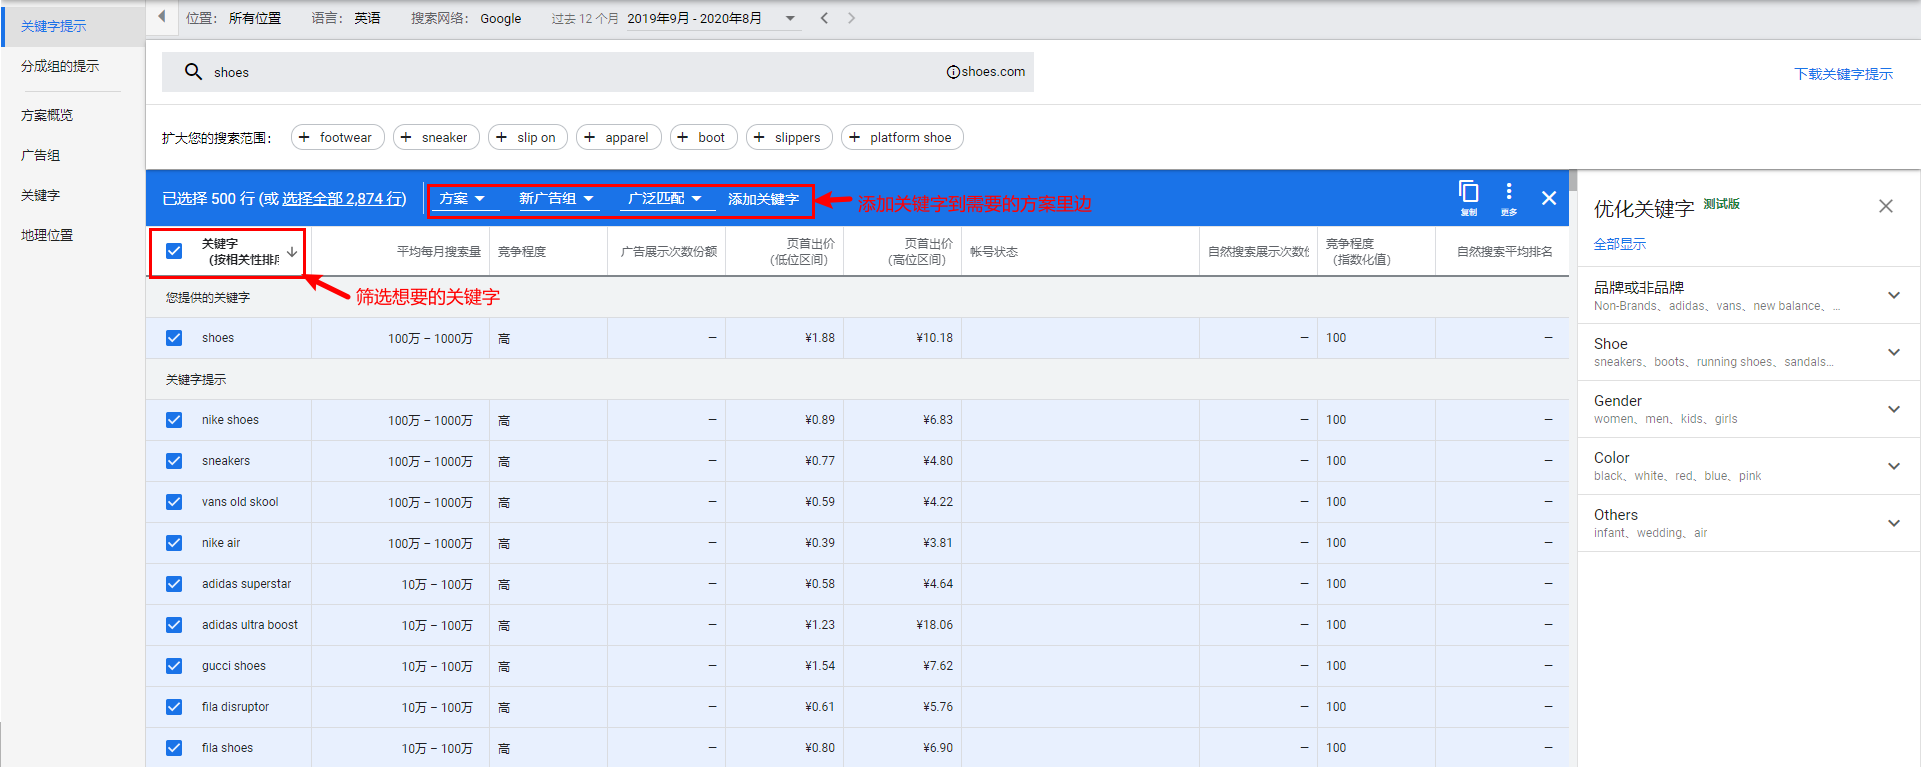 关键字提示
分成组的提示
方案概览
广告组
关键字
地理位置
位置： 所有位置 语言： 英语 搜索网络： Google 过去 12 个月 2019年9月 - 2020年8月
shoes shoes.com
下载关键字提示
扩大您的搜索范围： footwear sneaker slip on apparel boot slippers platform shoe
已选择 500 行 (或 选择全部 2,874 行) 方案 新广告组 广泛匹配 添加关键字 添加关键字到需要的方案里边 复制 更多
关键字 (按相关性排序 平均每月搜索量 竞争程度 广告展示次数份额 页首出价 (低位区间) 页首出价 (高位区间) 帐号状态 自然搜索展示次数份 竞争程度 (指数化值) 自然搜索平均排名
筛选想要的关键字
您提供的关键字
shoes 100万 – 1000万 高 – ¥1.88 ¥10.18 – 100 –
关键字提示
nike shoes 100万 – 1000万 高 – ¥0.89 ¥6.83 – 100 –
sneakers 100万 – 1000万 高 – ¥0.77 ¥4.80 – 100 –
vans old skool 100万 – 1000万 高 – ¥0.59 ¥4.22 – 100 –
nike air 100万 – 1000万 高 – ¥0.39 ¥3.81 – 100 –
adidas superstar 10万 – 100万 高 – ¥0.58 ¥4.64 – 100 –
adidas ultra boost 10万 – 100万 高 – ¥1.23 ¥18.06 – 100 –
gucci shoes 10万 – 100万 高 – ¥1.54 ¥7.62 – 100 –
fila disruptor 10万 – 100万 高 – ¥0.61 ¥5.76 – 100 –
fila shoes 10万 – 100万 高 – ¥0.80 ¥6.90 – 100 –
优化关键字 测试版
全部显示
品牌或非品牌
Non-Brands、adidas、vans、new balance、...
Shoe
sneakers、boots、running shoes、sandals...
Gender
women、men、kids、girls
Color
black、white、red、blue、pink
Others
infant、wedding、air